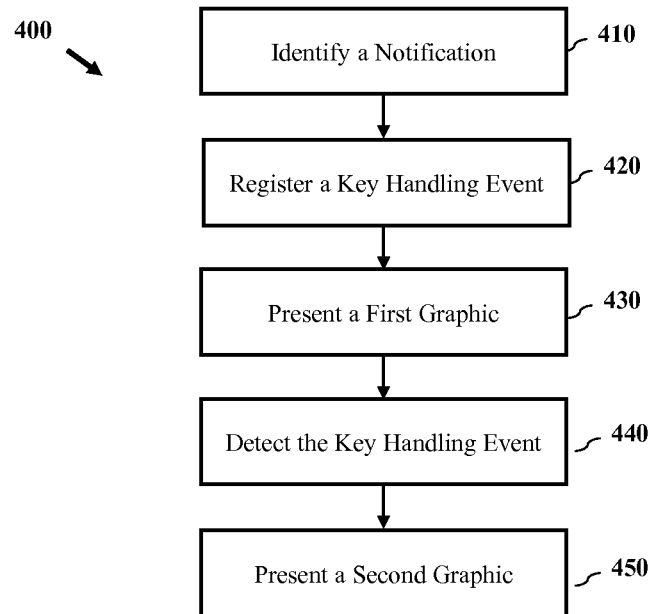 400
410
Identify a Notification
420
Register a Key Handling Event
430
Present a First Graphic
440
Detect the Key Handling Event
450
Present a Second Graphic